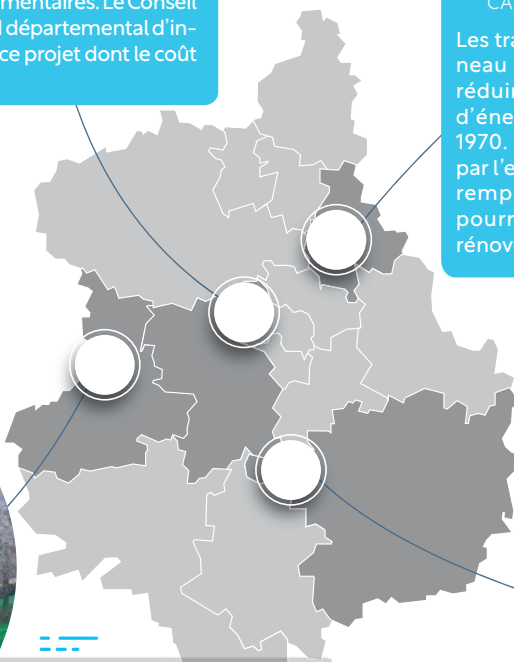 mentaires. Le Conseil
départemental d'in-
ce projet dont le coût
CA
Les tra
neau
réduir
d'éne
1970.
par l'e
remp
pourr
rénov